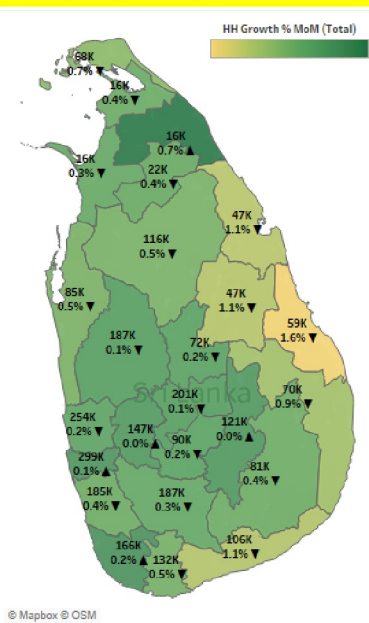 HH Growth % MoM (Total)
68K
0.7% ▼
16K
0.4% ▼
16K
0.7% ▲
16K
0.3% ▼
22K
0.4% ▼
47K
1.1% ▼
116K
0.5% ▼
85K
0.5% ▼
47K
1.1% ▼
59K
1.6% ▼
187K
0.1% ▼
72K
0.2% ▼
70K
0.9% ▼
Sri Lanka
201K
0.1% ▼
254K
0.2% ▼
147K
0.0% ▲
90K
0.2% ▼
121K
0.0% ▲
299K
0.1% ▲
81K
0.4% ▼
185K
0.4% ▼
187K
0.3% ▼
166K
0.2% ▲
132K
0.5% ▼
106K
1.1% ▼
© Mapbox © OSM